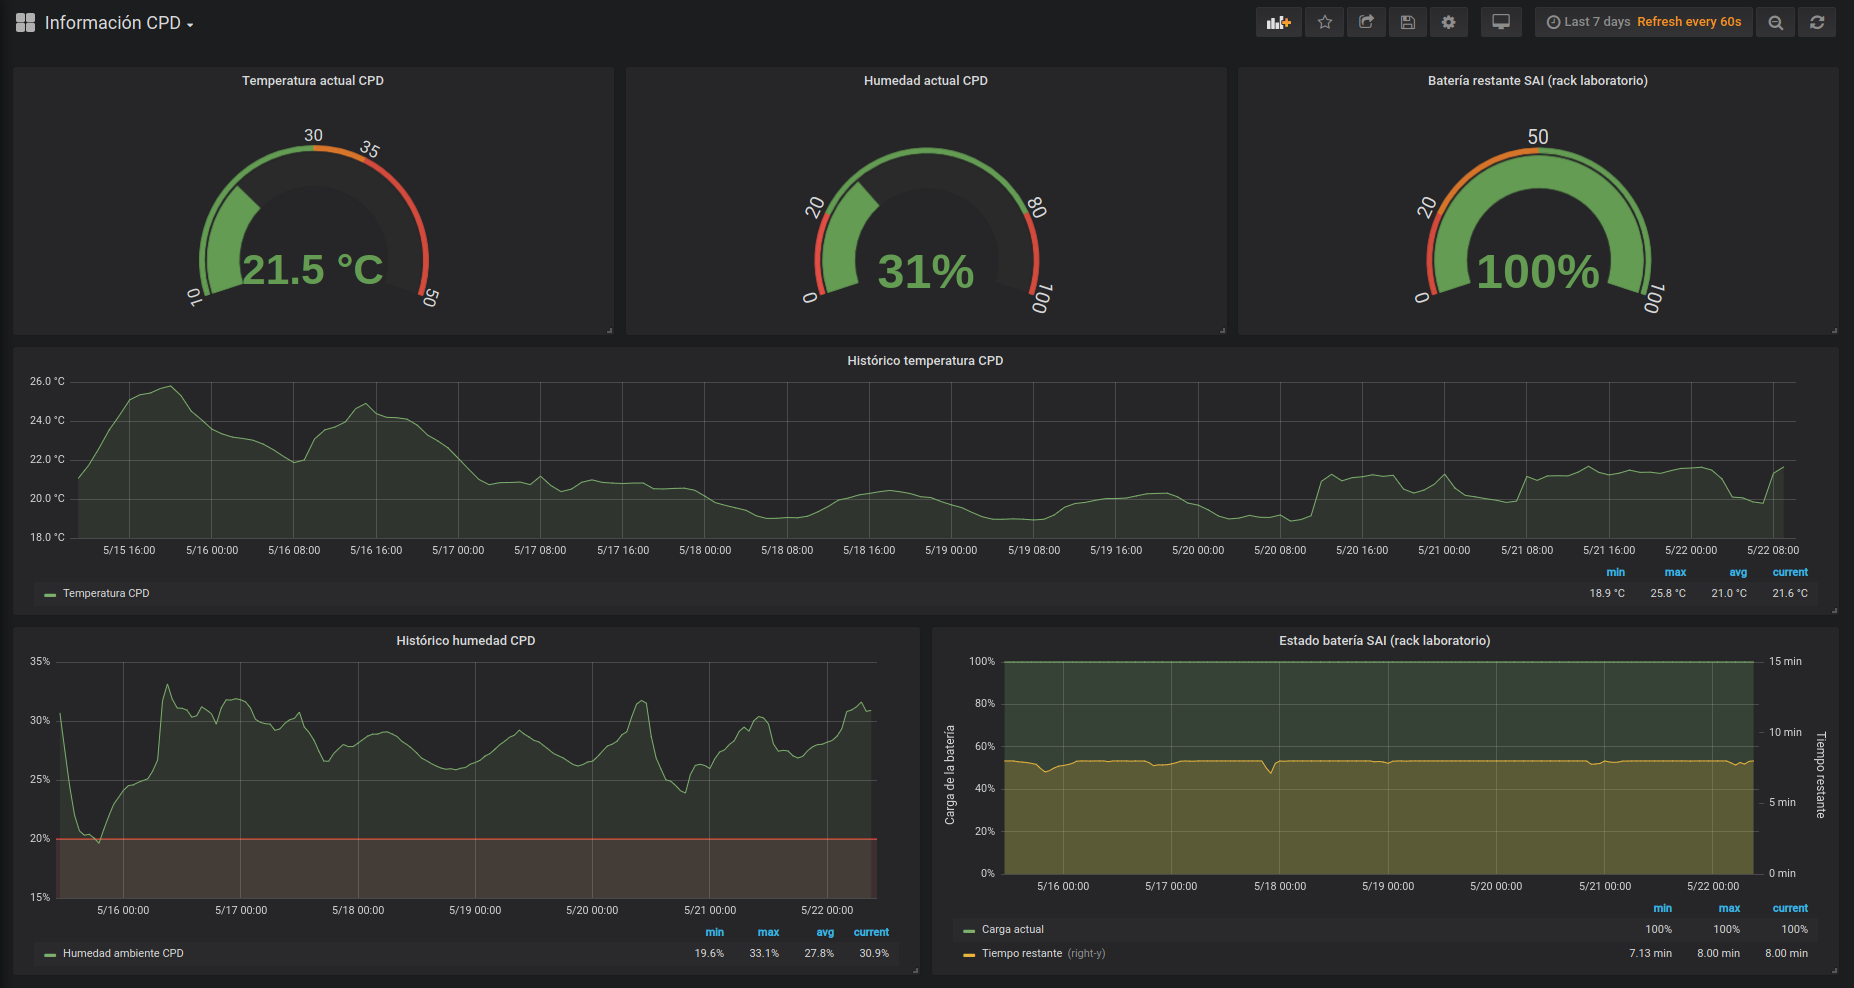 Información CPD
Last 7 days Refresh every 60s
Temperatura actual CPD
30
35
10
50
21.5 °C
Humedad actual CPD
20
80
0
100
31%
Batería restante SAI (rack laboratorio)
50
20
0
100
100%
Histórico temperatura CPD
26.0 °C
24.0 °C
22.0 °C
20.0 °C
18.0 °C
5/15 16:00 5/16 00:00 5/16 08:00 5/16 16:00 5/17 00:00 5/17 08:00 5/17 16:00 5/18 00:00 5/18 08:00 5/18 16:00 5/19 00:00 5/19 08:00 5/19 16:00 5/20 00:00 5/20 08:00 5/20 16:00 5/21 00:00 5/21 08:00 5/21 16:00 5/22 00:00 5/22 08:00
min max avg current
Temperatura CPD 18.9 °C 25.8 °C 21.0 °C 21.6 °C
Histórico humedad CPD
35%
30%
25%
20%
15%
5/16 00:00 5/17 00:00 5/18 00:00 5/19 00:00 5/20 00:00 5/21 00:00 5/22 00:00
min max avg current
Humedad ambiente CPD 19.6% 33.1% 27.8% 30.9%
Estado batería SAI (rack laboratorio)
Carga de la batería
100%
80%
60%
40%
20%
0%
15 min
10 min
5 min
0 min
Tiempo restante
5/16 00:00 5/17 00:00 5/18 00:00 5/19 00:00 5/20 00:00 5/21 00:00 5/22 00:00
min max current
Carga actual 100% 100% 100%
Tiempo restante (right-y) 7.13 min 8.00 min 8.00 min